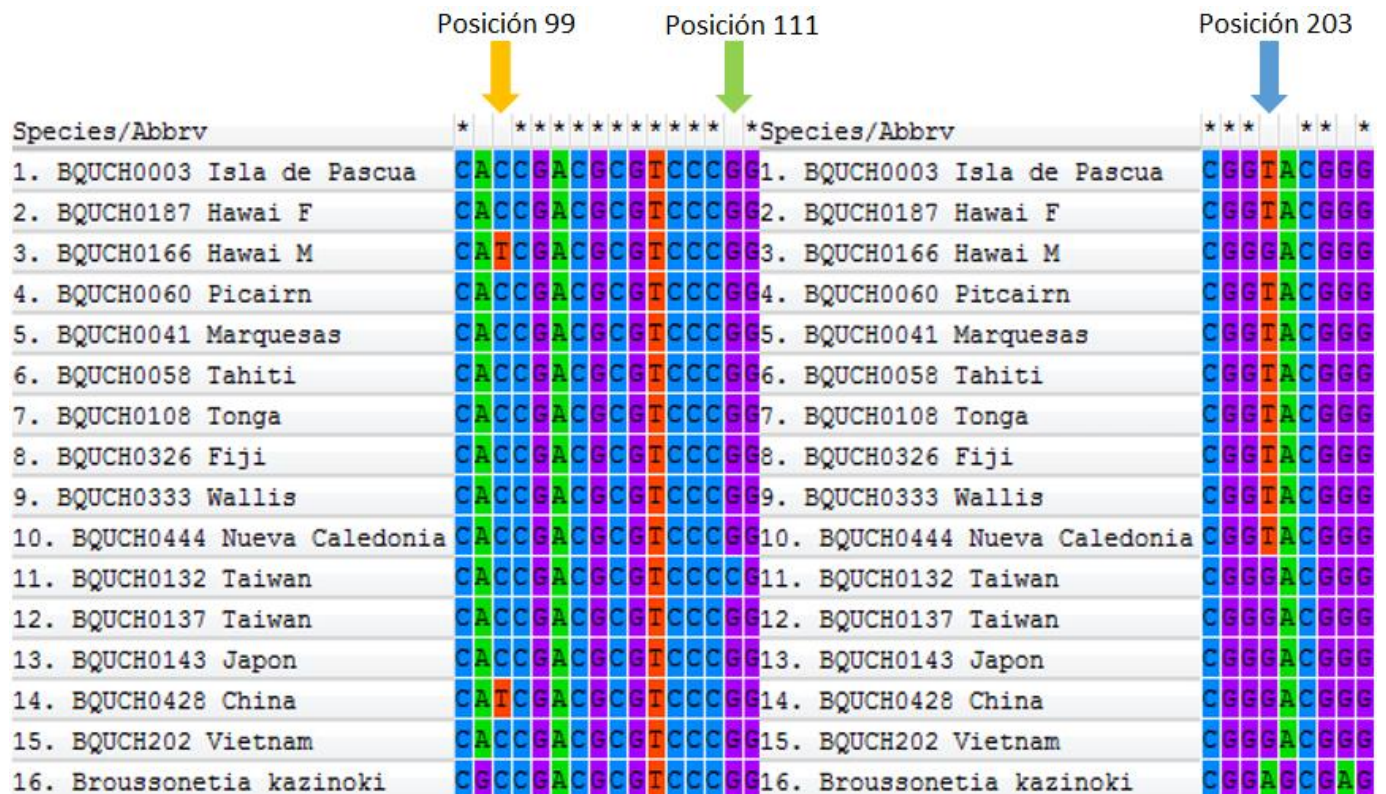 Posición 99 Posición 111 Posición 203
Species/Abbrv * * * * * * * * * * * * * Species/Abbrv * * * * * *
1. BQUCH0003 Isla de Pascua CACCGACGCGTCCCGG 1. BQUCH0003 Isla de Pascua CGGTACGGG
2. BQUCH0187 Hawai F CACCGACGCGTCCCGG 2. BQUCH0187 Hawai F CGGTACGGG
3. BQUCH0166 Hawai M CATCGACGCGTCCCGG 3. BQUCH0166 Hawai M CGGGACGGG
4. BQUCH0060 Picairn CACCGACGCGTCCCGG 4. BQUCH0060 Pitcairn CGGTACGGG
5. BQUCH0041 Marquesas CACCGACGCGTCCCGG 5. BQUCH0041 Marquesas CGGTACGGG
6. BQUCH0058 Tahiti CACCGACGCGTCCCGG 6. BQUCH0058 Tahiti CGGTACGGG
7. BQUCH0108 Tonga CACCGACGCGTCCCGG 7. BQUCH0108 Tonga CGGTACGGG
8. BQUCH0326 Fiji CACCGACGCGTCCCGG 8. BQUCH0326 Fiji CGGTACGGG
9. BQUCH0333 Wallis CACCGACGCGTCCCGG 9. BQUCH0333 Wallis CGGTACGGG
10. BQUCH0444 Nueva Caledonia CACCGACGCGTCCCGG 10. BQUCH0444 Nueva Caledonia CGGTACGGG
11. BQUCH0132 Taiwan CACCGACGCGTCCCCG 11. BQUCH0132 Taiwan CGGGACGGG
12. BQUCH0137 Taiwan CACCGACGCGTCCCGG 12. BQUCH0137 Taiwan CGGGACGGG
13. BQUCH0143 Japon CACCGACGCGTCCCGG 13. BQUCH0143 Japon CGGGACGGG
14. BQUCH0428 China CATCGACGCGTCCCGG 14. BQUCH0428 China CGGGACGGG
15. BQUCH202 Vietnam CACCGACGCGTCCCGG 15. BQUCH202 Vietnam CGGGACGGG
16. Broussonetia kazinoki CGCCGACGCGTCCCGG 16. Broussonetia kazinoki CGGAGCGAG